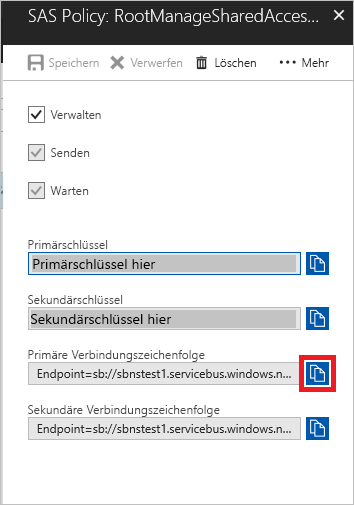 SAS Policy: RootManageSharedAcces...
Speichern Verwerfen Löschen ··· Mehr
Verwalten
Senden
Warten
Primärschlüssel
Primärschlüssel hier
Sekundärschlüssel
Sekundärschlüssel hier
Primäre Verbindungszeichenfolge
Endpoint=sb://sbnstest1.servicebus.windows.n...
Sekundäre Verbindungszeichenfolge
Endpoint=sb://sbnstest1.servicebus.windows.n...